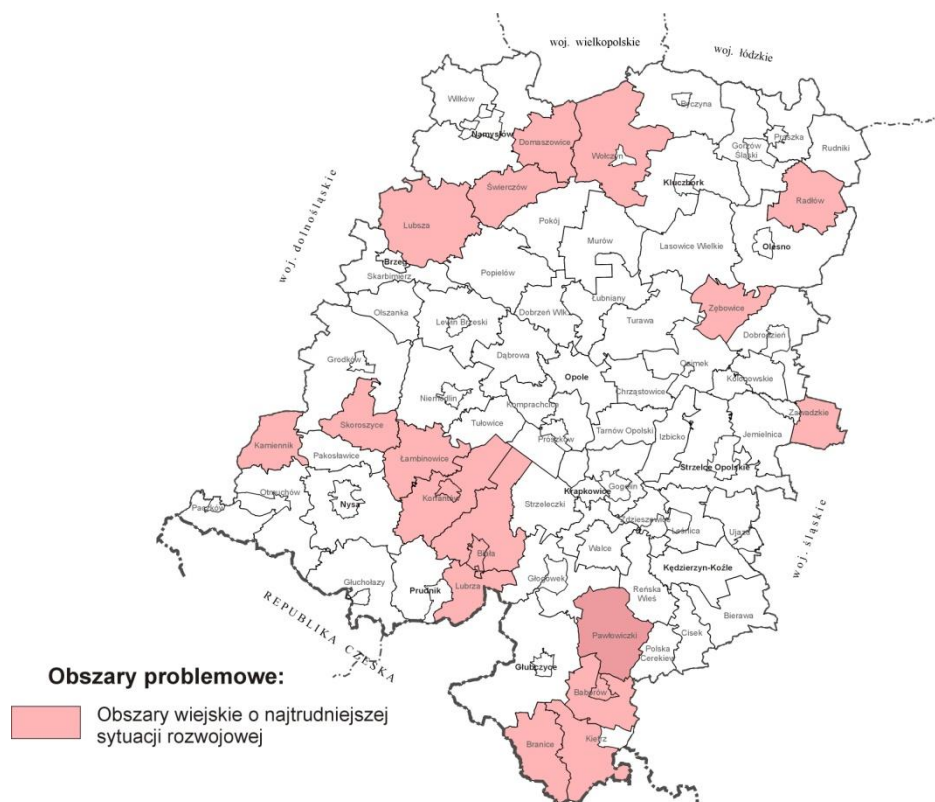 woj. wielkopolskie
woj. łódzkie
Wilków
Byczyna
Namysłów
Domaszowice
Wołczyn
Gorzów
Śląski
Praszka
Rudniki
Kluczbork
Świerczów
Radłów
Lubsza
woj. dolnośląskie
Pokój
Murów
Lasowice Wielkie
Olesno
Brzeg
Skarbimierz
Popielów
Zębowice
Łubniany
Olszanka
Lewin Brzeski
Dobrzeń Wlk.
Turawa
Dobrodzień
Grodków
Dąbrowa
Opole
Ozimek
Kolonowskie
Chrząstowice
Niemodlin
Komprachcice
Zawadzkie
Skoroszyce
Tułowice
Prószków
Tarnów Opolski
Izbicko
Jemielnica
Kamiennik
Pakosławice
Łambinowice
Strzelce Opolskie
Otmuchów
Korfantów
Krapkowice
Gogolin
Paczków
Nysa
Strzeleczki
Zdzieszowice
Leśnica
Ujazd
woj. śląskie
Biała
Walce
Kędzierzyn-Koźle
Głuchołazy
Prudnik
Lubrza
Głogówek
Reńska
Wieś
Bierawa
REPUBLIKA CZESKA
Pawłowiczki
Cisek
Polska
Cerekiew
Głubczyce
Baborów
Branice
Kietrz
Obszary problemowe:
Obszary wiejskie o najtrudniejszej
sytuacji rozwojowej